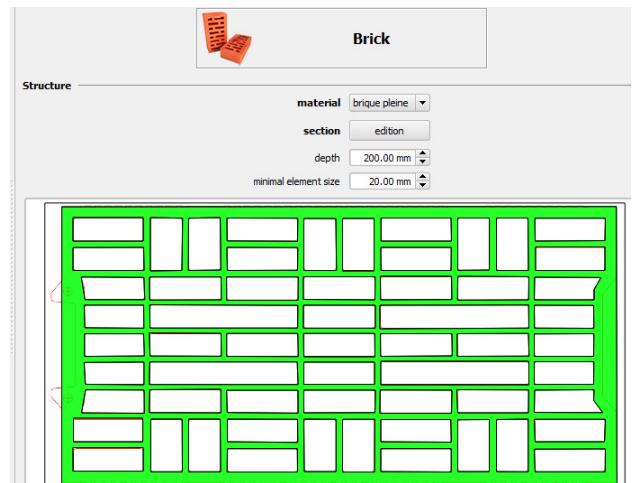 Brick
Structure
material brique pleine
section edition
depth 200.00 mm
minimal element size 20.00 mm